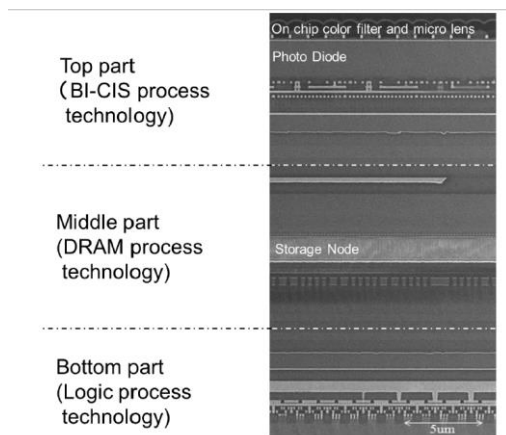 On chip color filter and micro lens
Photo Diode
Top part
(BI-CIS process
technology)
Middle part
(DRAM process
technology)
Storage Node
Bottom part
(Logic process
technology)
5um